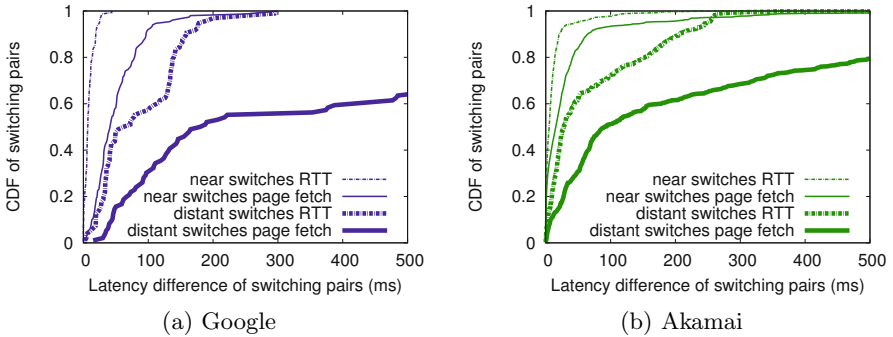 1
0.8
0.6
0.4
0.2
0
CDF of switching pairs
near switches RTT
near switches page fetch
distant switches RTT
distant switches page fetch
0 100 200 300 400 500
Latency difference of switching pairs (ms)
(a) Google
1
0.8
0.6
0.4
0.2
0
CDF of switching pairs
near switches RTT
near switches page fetch
distant switches RTT
distant switches page fetch
0 100 200 300 400 500
Latency difference of switching pairs (ms)
(b) Akamai